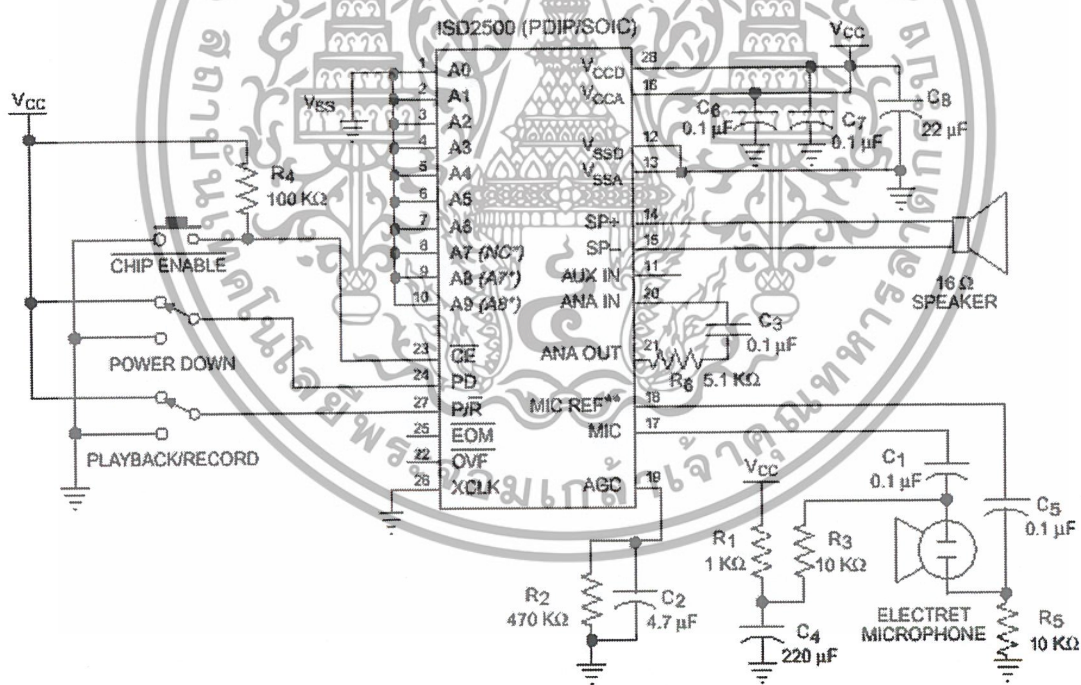 ISD2500 (PDIP/SOIC)
VCC
VSS
1 A0
2 A1
3 A2
4 A3
5 A4
6 A5
7 A6
8 A7 (NC*)
9 A8 (A7*)
10 A9 (A8*)
23 CE
24 PD
27 P/R
25 EOM
22 OVF
26 XCLK
R4
100 KΩ
CHIP ENABLE
POWER DOWN
PLAYBACK/RECORD
VCCD 28
VCCA 16
VSSD 12
VSSA 13
SP+ 14
SP– 15
AUX IN 11
ANA IN 20
ANA OUT 21
MIC REF** 18
MIC 17
AGC 19
VCC
C6
0.1 µF
C7
0.1 µF
C8
22 µF
16 Ω
SPEAKER
C3
0.1 µF
R6 5.1 KΩ
VCC
R1
1 KΩ
R3
10 KΩ
C1
0.1 µF
C5
0.1 µF
R2
470 KΩ
C2
4.7 µF
C4
220 µF
ELECTRET
MICROPHONE
R5
10 KΩ